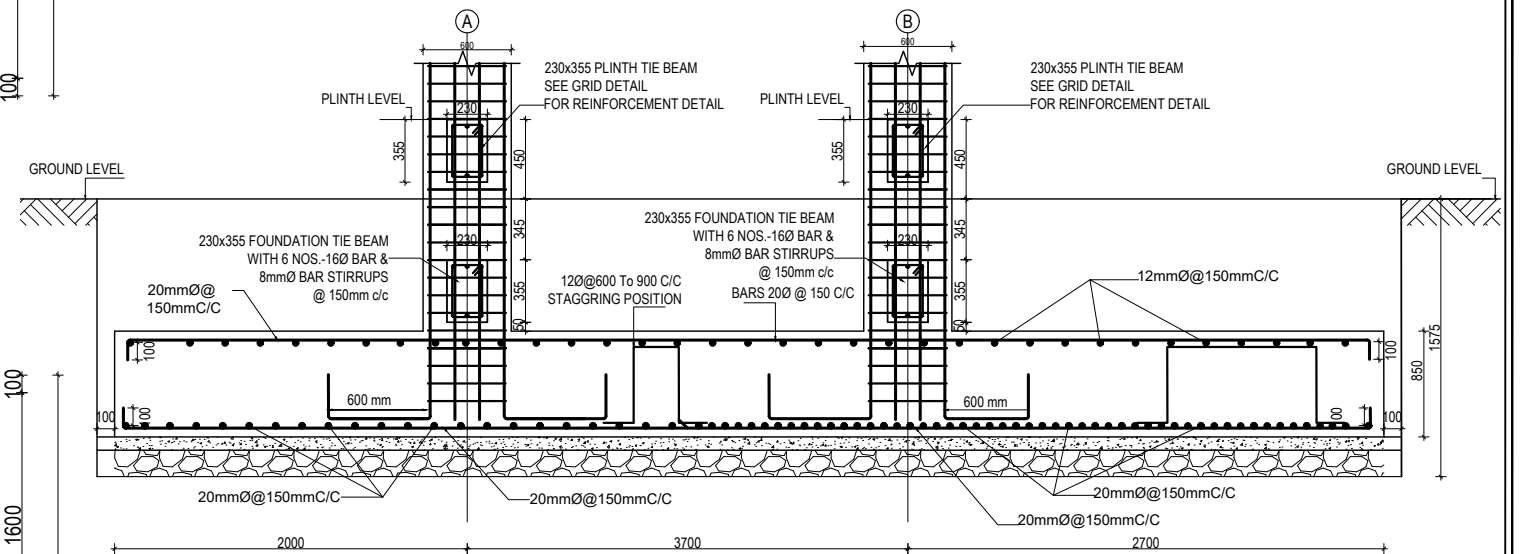 A
B
600
600
230x355 PLINTH TIE BEAM
SEE GRID DETAIL
FOR REINFORCEMENT DETAIL
230x355 PLINTH TIE BEAM
SEE GRID DETAIL
FOR REINFORCEMENT DETAIL
100
PLINTH LEVEL
PLINTH LEVEL
230
230
355
450
355
450
GROUND LEVEL
GROUND LEVEL
230x355 FOUNDATION TIE BEAM
WITH 6 NOS.-16Ø BAR &
8mmØ BAR STIRRUPS
@ 150mm c/c
230
345
230x355 FOUNDATION TIE BEAM
WITH 6 NOS.-16Ø BAR &
8mmØ BAR STIRRUPS
@ 150mm c/c
230
345
20mmØ@
150mmC/C
355
50
12Ø@600 To 900 C/C
STAGGRING POSITION
BARS 20Ø @ 150 C/C
355
50
12mmØ@150mmC/C
1575
850
100
100
100
600 mm
600 mm
100
100
100
100
20mmØ@150mmC/C
20mmØ@150mmC/C
20mmØ@150mmC/C
20mmØ@150mmC/C
1600
2000
3700
2700